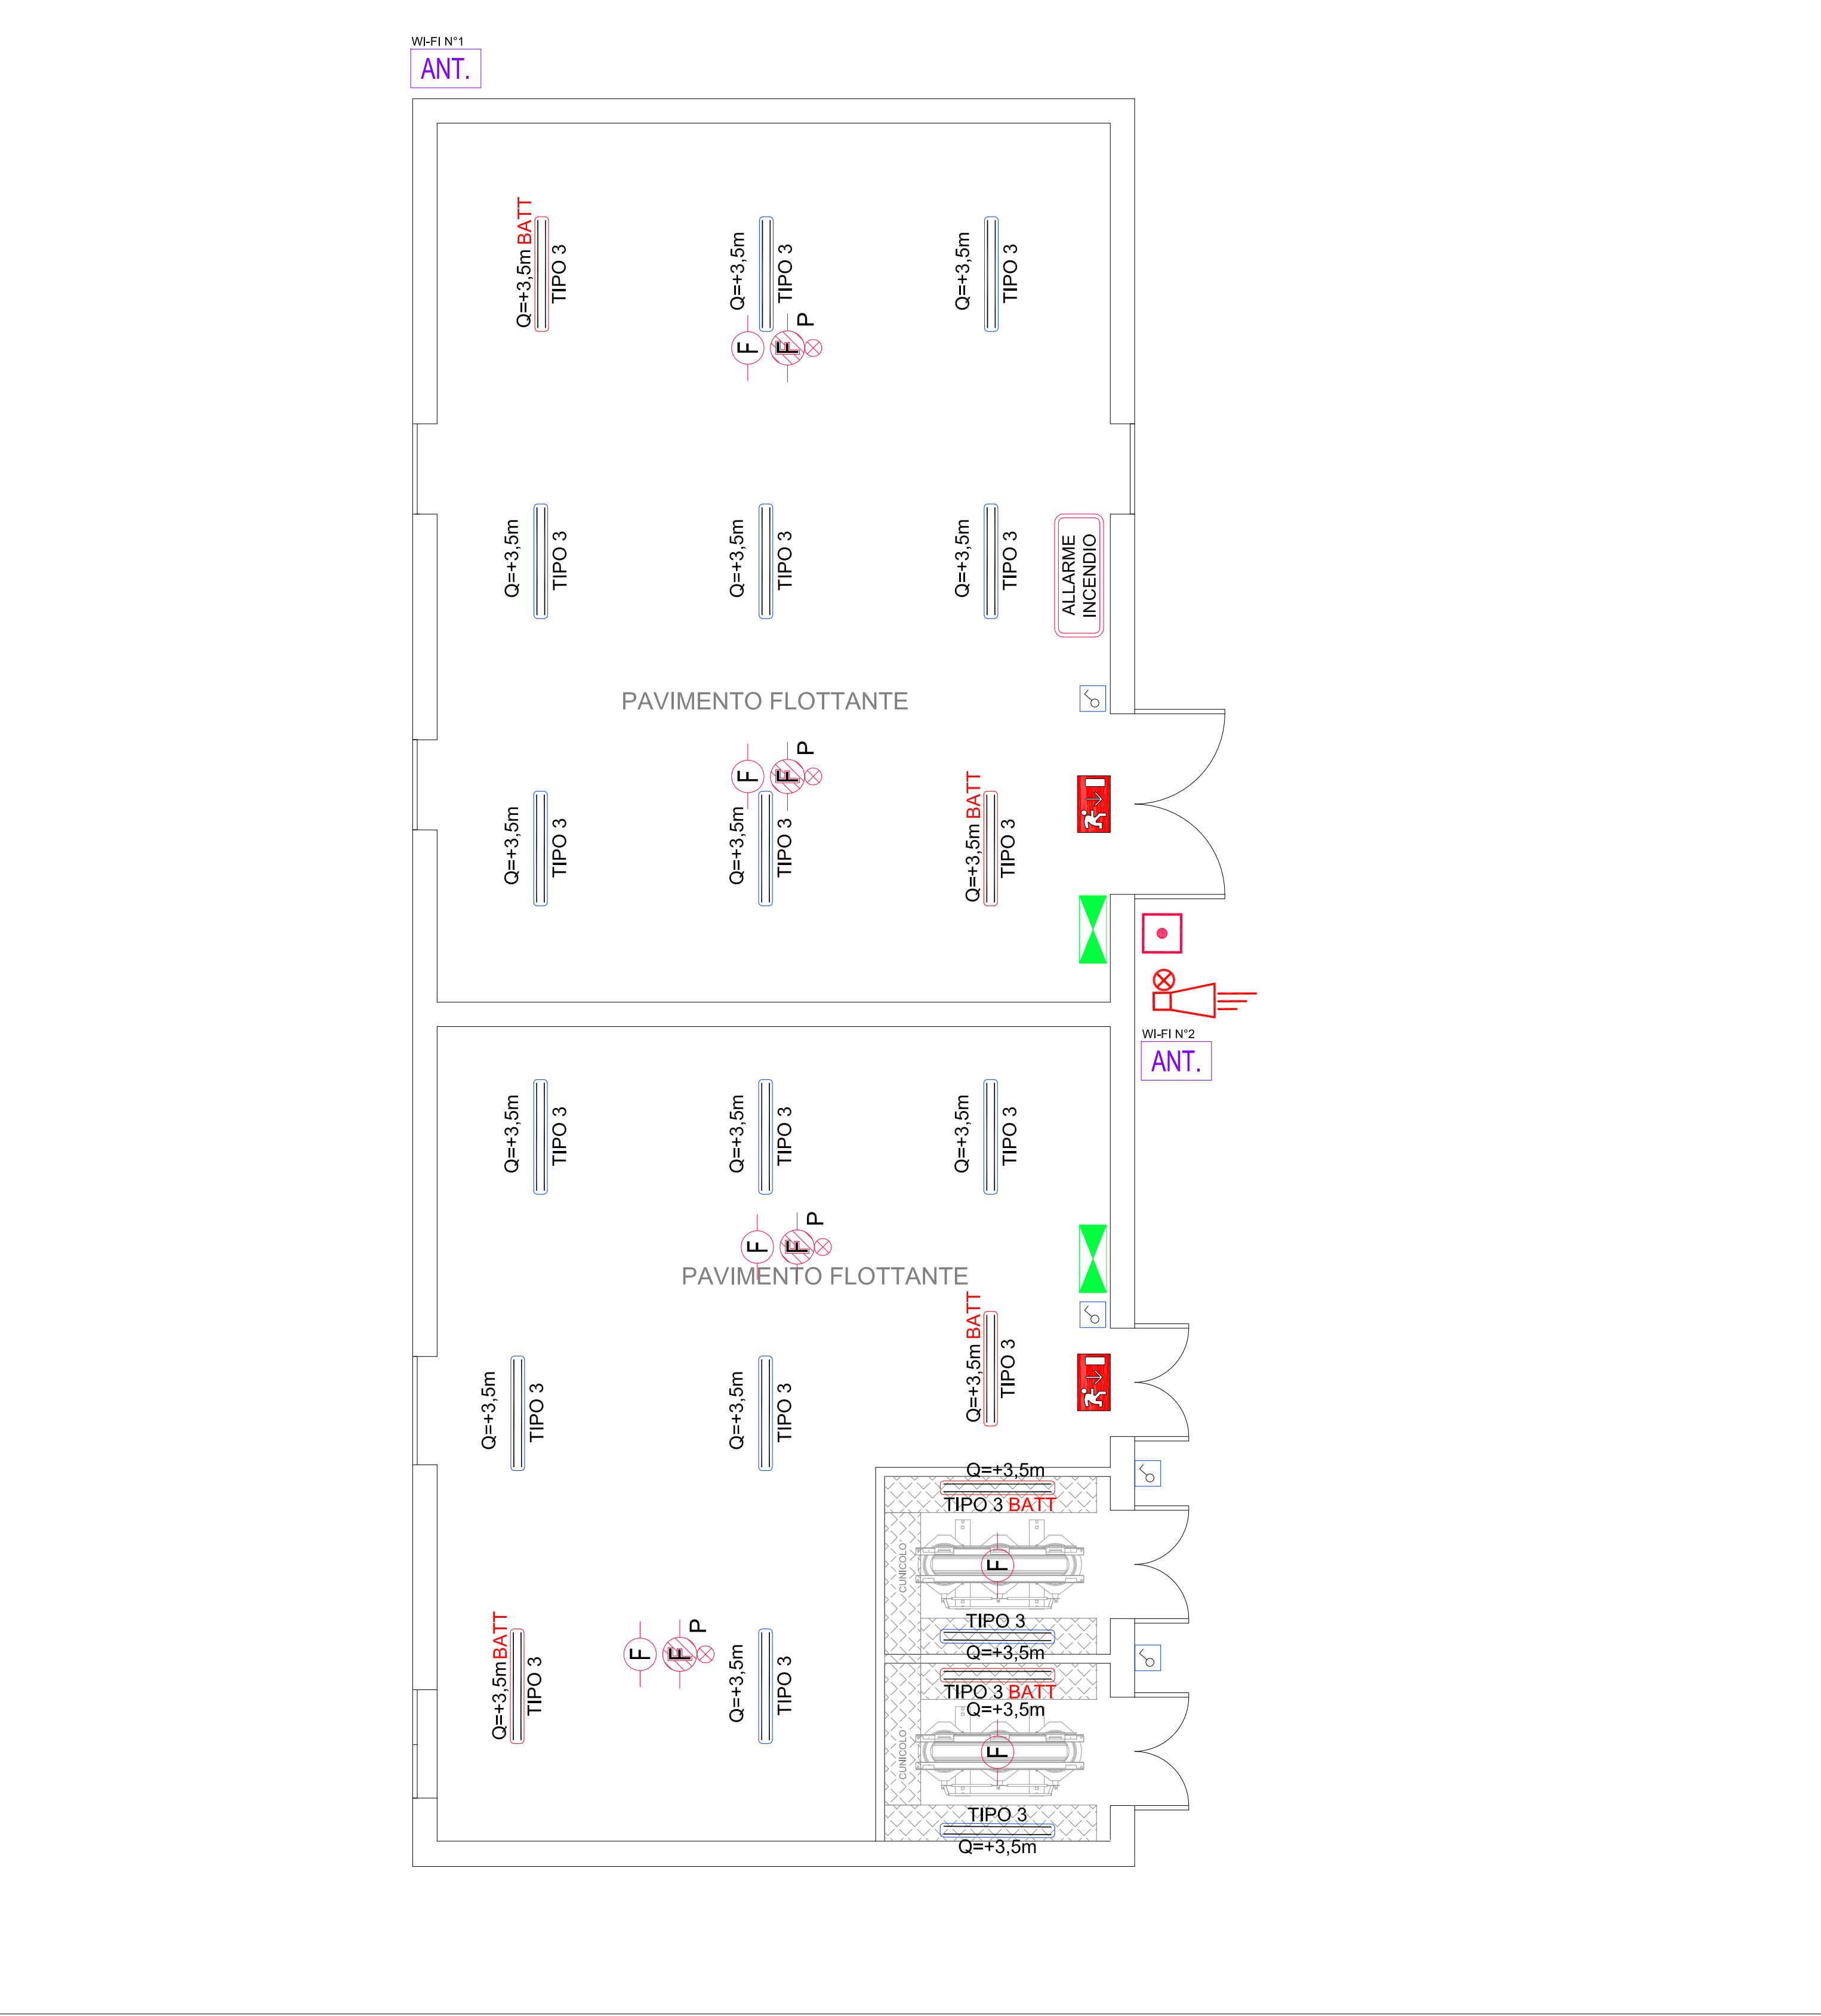 WI-FI N°1
ANT.
Q=+3,5m BATT
TIPO 3
Q=+3,5m
TIPO 3
Q=+3,5m
TIPO 3
F
F
P
Q=+3,5m
TIPO 3
Q=+3,5m
TIPO 3
Q=+3,5m
TIPO 3
ALLARME
INCENDIO
PAVIMENTO FLOTTANTE
F
F
P
Q=+3,5m
TIPO 3
Q=+3,5m
TIPO 3
Q=+3,5m BATT
TIPO 3
WI-FI N°2
ANT.
Q=+3,5m
TIPO 3
Q=+3,5m
TIPO 3
Q=+3,5m
TIPO 3
F
F
P
PAVIMENTO FLOTTANTE
Q=+3,5m
TIPO 3
Q=+3,5m
TIPO 3
Q=+3,5m BATT
TIPO 3
Q=+3,5m
TIPO 3 BATT
CUNICOLO
F
TIPO 3
Q=+3,5m
Q=+3,5m BATT
TIPO 3
F
F
P
Q=+3,5m
TIPO 3
TIPO 3 BATT
Q=+3,5m
CUNICOLO
F
TIPO 3
Q=+3,5m